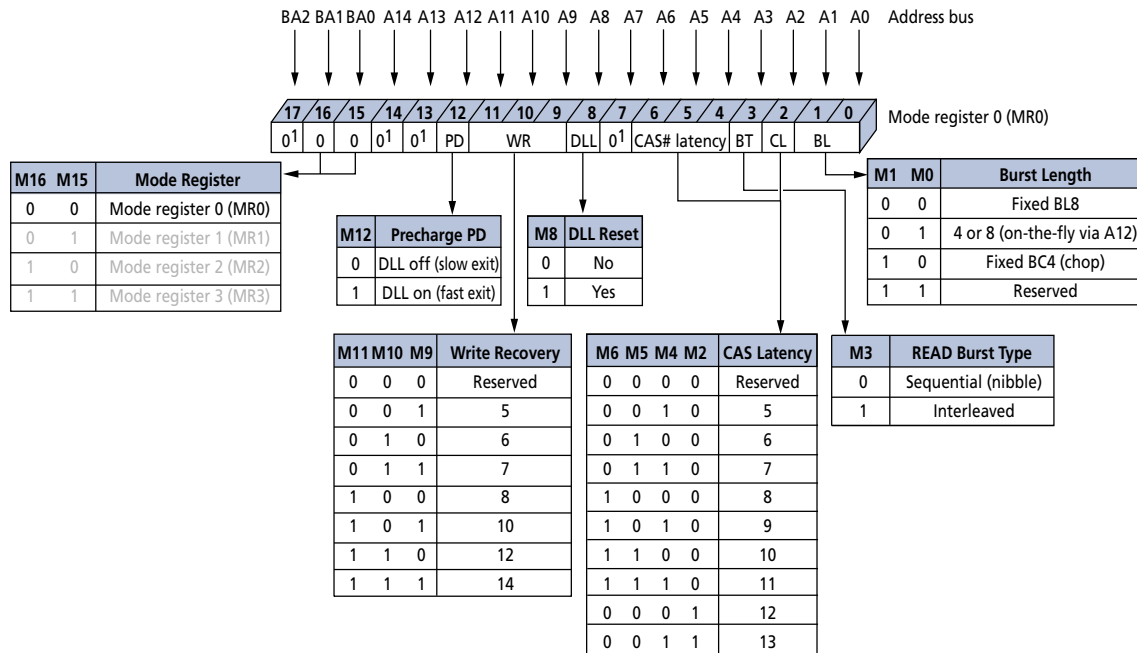 BA2 BA1 BA0 A14 A13 A12 A11 A10 A9 A8 A7 A6 A5 A4 A3 A2 A1 A0 Address bus
17 16 15 14 13 12 11 10 9 8 7 6 5 4 3 2 1 0 Mode register 0 (MR0)
0¹ 0 0 0¹ 0¹ PD WR DLL 0¹ CAS# latency BT CL BL
M16 M15 Mode Register
0 0 Mode register 0 (MR0)
0 1 Mode register 1 (MR1)
1 0 Mode register 2 (MR2)
1 1 Mode register 3 (MR3)
M12 Precharge PD
0 DLL off (slow exit)
1 DLL on (fast exit)
M8 DLL Reset
0 No
1 Yes
M1 M0 Burst Length
0 0 Fixed BL8
0 1 4 or 8 (on-the-fly via A12)
1 0 Fixed BC4 (chop)
1 1 Reserved
M11 M10 M9 Write Recovery
0 0 0 Reserved
0 0 1 5
0 1 0 6
0 1 1 7
1 0 0 8
1 0 1 10
1 1 0 12
1 1 1 14
M6 M5 M4 M2 CAS Latency
0 0 0 0 Reserved
0 0 1 0 5
0 1 0 0 6
0 1 1 0 7
1 0 0 0 8
1 0 1 0 9
1 1 0 0 10
1 1 1 0 11
0 0 0 1 12
0 0 1 1 13
M3 READ Burst Type
0 Sequential (nibble)
1 Interleaved